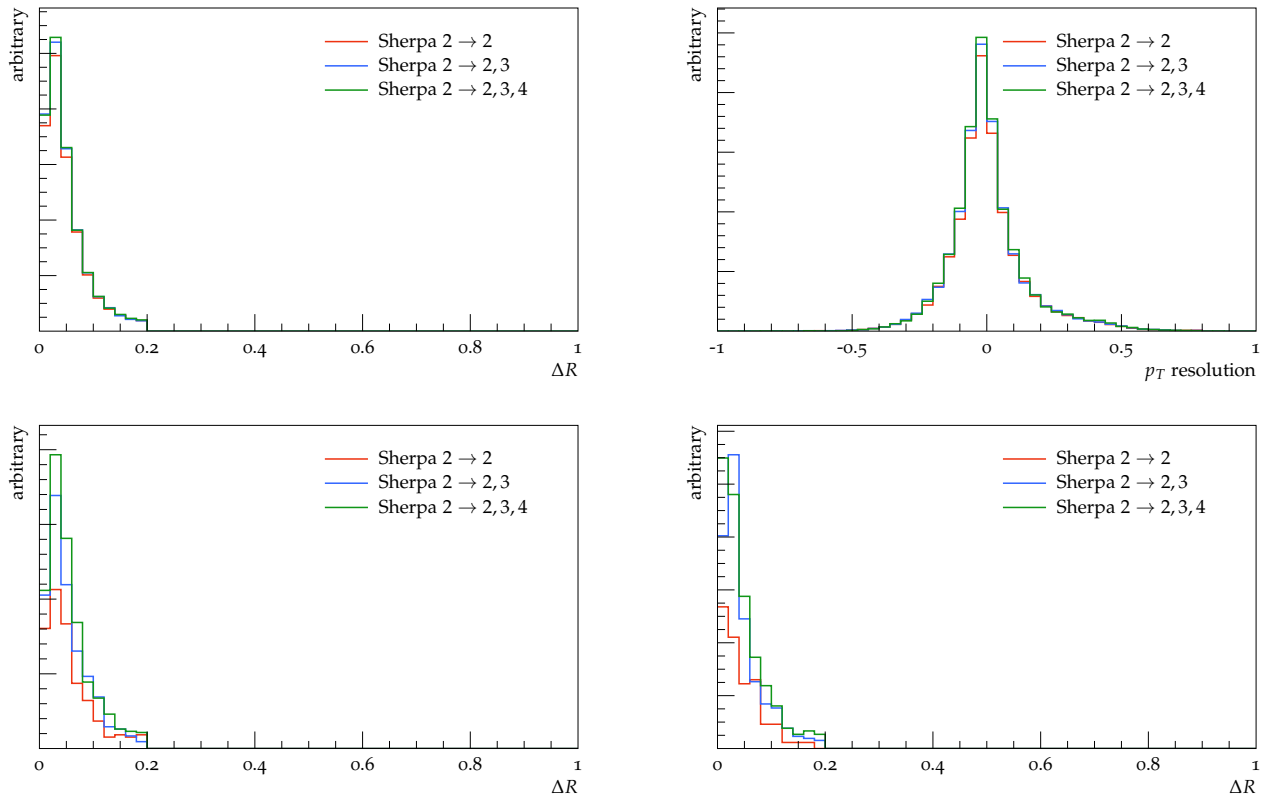 arbitrary
Sherpa 2 → 2
Sherpa 2 → 2, 3
Sherpa 2 → 2, 3, 4
0 0.2 0.4 0.6 0.8 1
ΔR
arbitrary
Sherpa 2 → 2
Sherpa 2 → 2, 3
Sherpa 2 → 2, 3, 4
-1 -0.5 0 0.5 1
p_T resolution
arbitrary
Sherpa 2 → 2
Sherpa 2 → 2, 3
Sherpa 2 → 2, 3, 4
0 0.2 0.4 0.6 0.8 1
ΔR
arbitrary
Sherpa 2 → 2
Sherpa 2 → 2, 3
Sherpa 2 → 2, 3, 4
0 0.2 0.4 0.6 0.8 1
ΔR